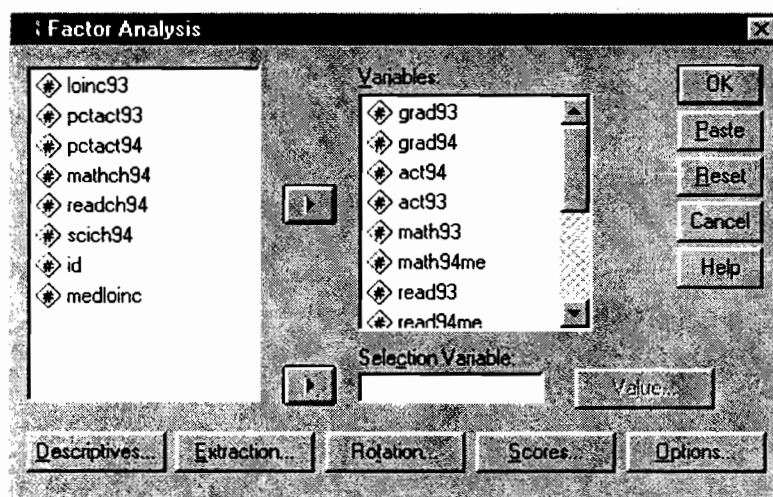 Factor Analysis
loinc93
pctact93
pctact94
mathch94
readch94
scich94
id
medloinc
Variables:
grad93
grad94
act94
act93
math93
math94me
read93
read94me
Selection Variable:
Value...
OK
Paste
Reset
Cancel
Help
Descriptives...
Extraction...
Rotation...
Scores...
Options...